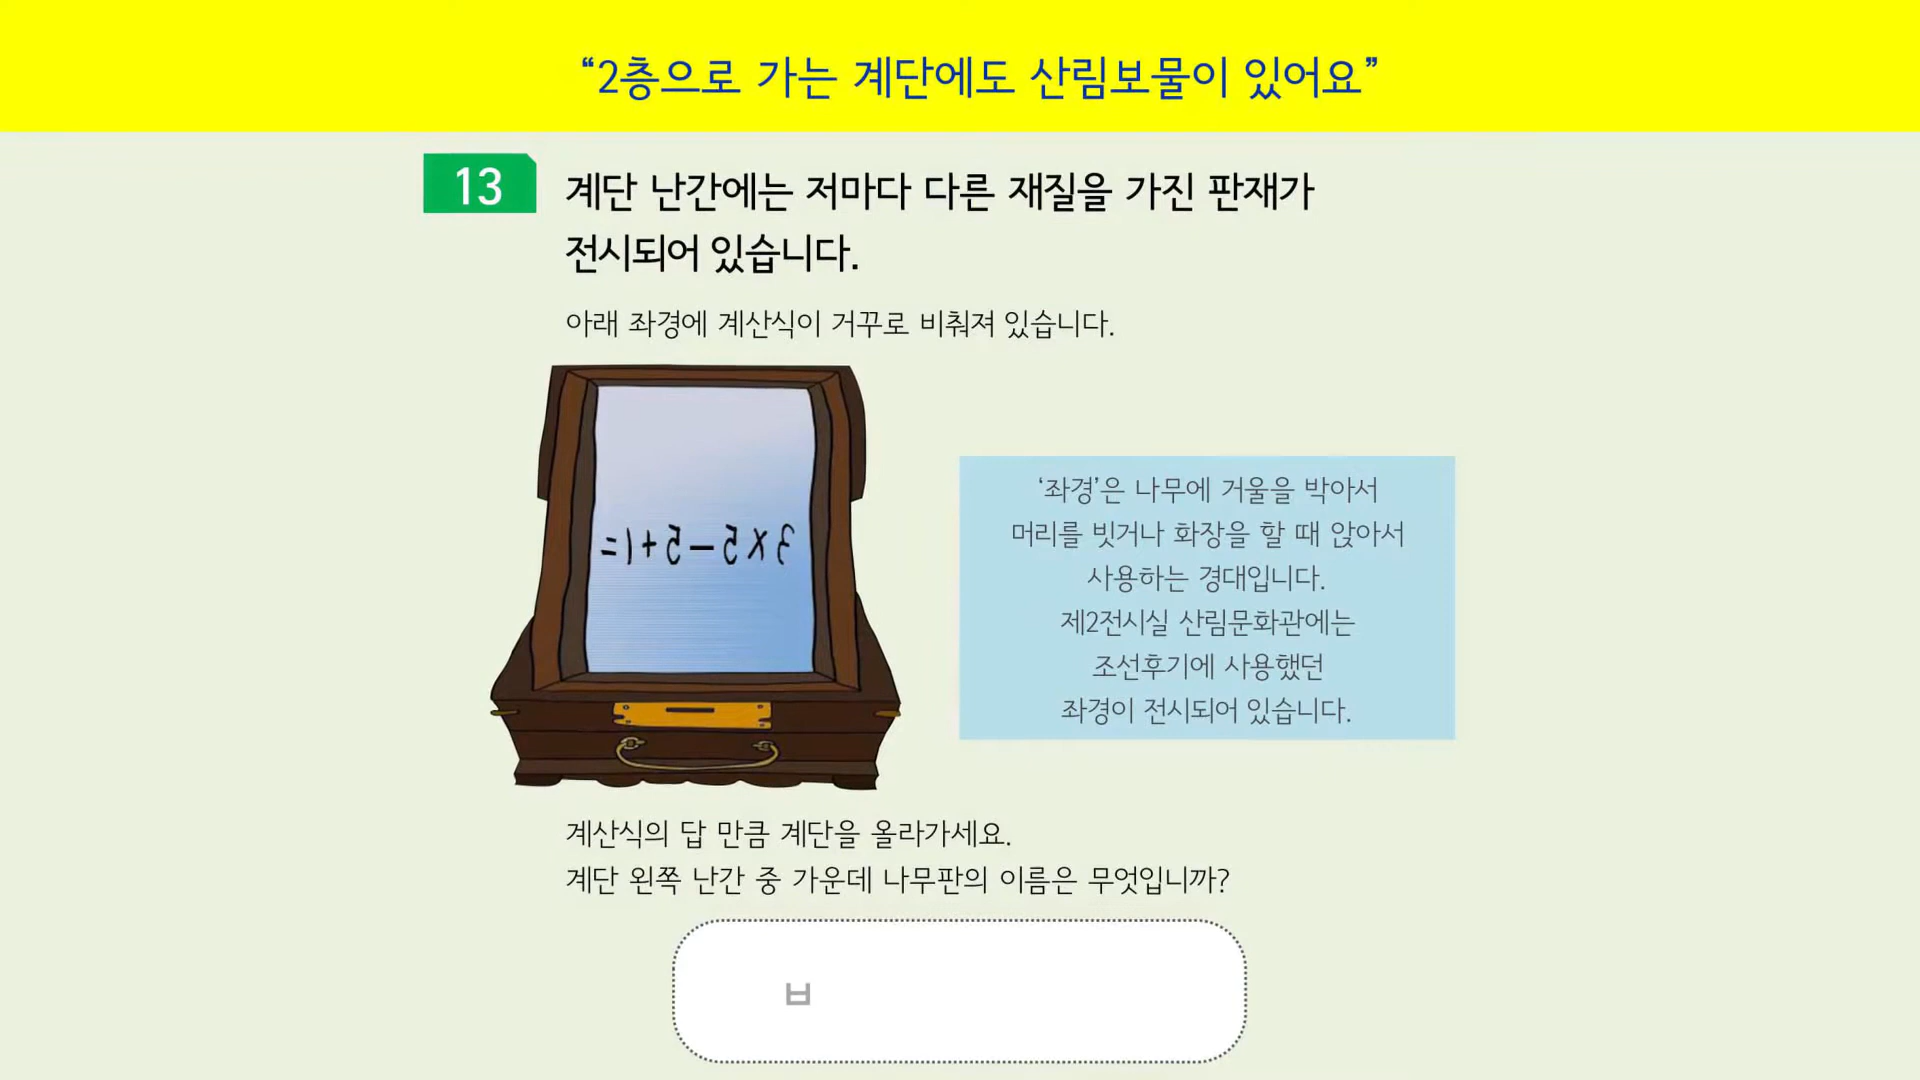 “2층으로 가는 계단에도 산림보물이 있어요”
13
계단 난간에는 저마다 다른 재질을 가진 판재가
전시되어 있습니다.
아래 좌경에 계산식이 거꾸로 비춰져 있습니다.
3×5−5+1=
‘좌경’은 나무에 거울을 박아서
머리를 빗거나 화장을 할 때 앉아서
사용하는 경대입니다.
제2전시실 산림문화관에는
조선후기에 사용했던
좌경이 전시되어 있습니다.
계산식의 답 만큼 계단을 올라가세요.
계단 왼쪽 난간 중 가운데 나무판의 이름은 무엇입니까?
ㅂ